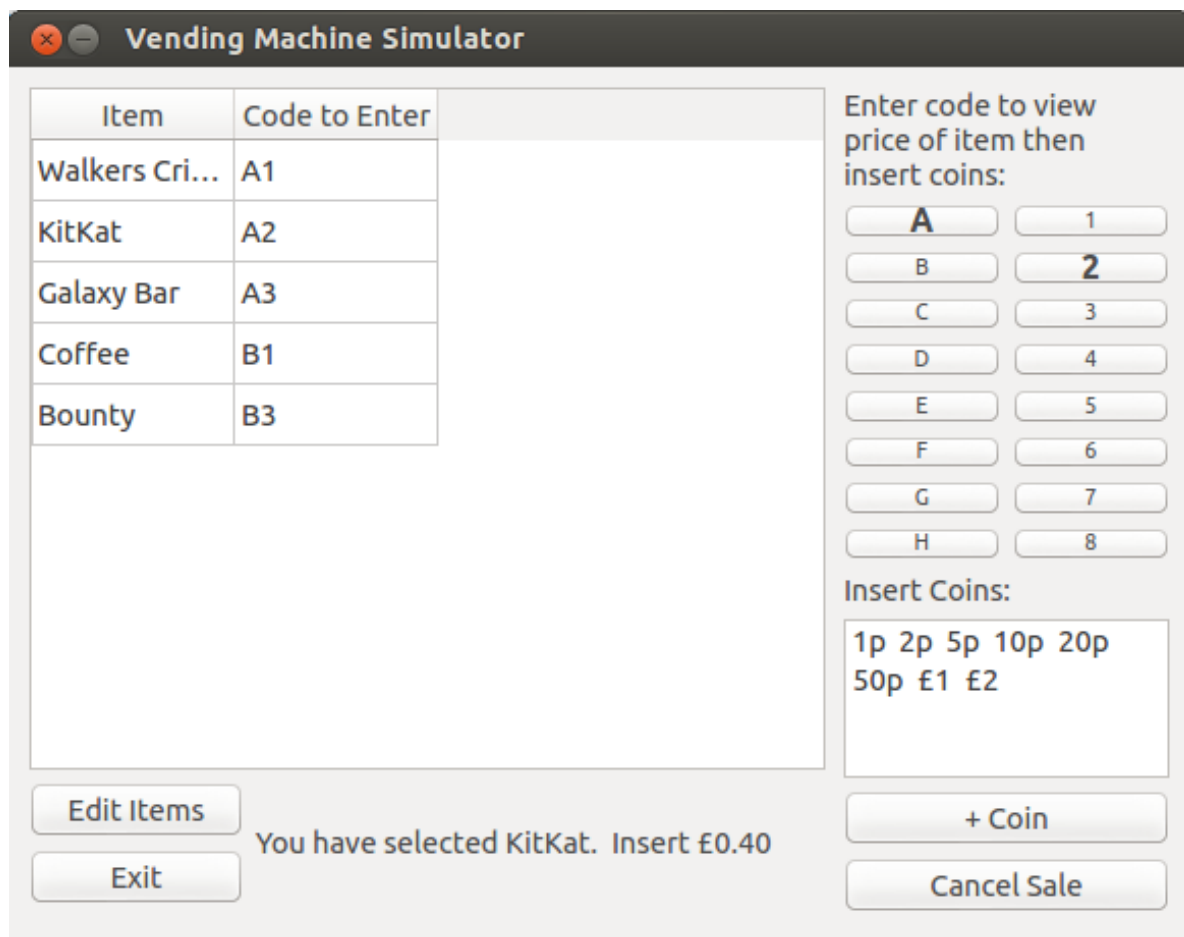 Vending Machine Simulator
Item Code to Enter
Walkers Cri... A1
KitKat A2
Galaxy Bar A3
Coffee B1
Bounty B3
Edit Items
Exit
You have selected KitKat. Insert £0.40
Enter code to view
price of item then
insert coins:
A 1
B 2
C 3
D 4
E 5
F 6
G 7
H 8
Insert Coins:
1p 2p 5p 10p 20p
50p £1 £2
+ Coin
Cancel Sale